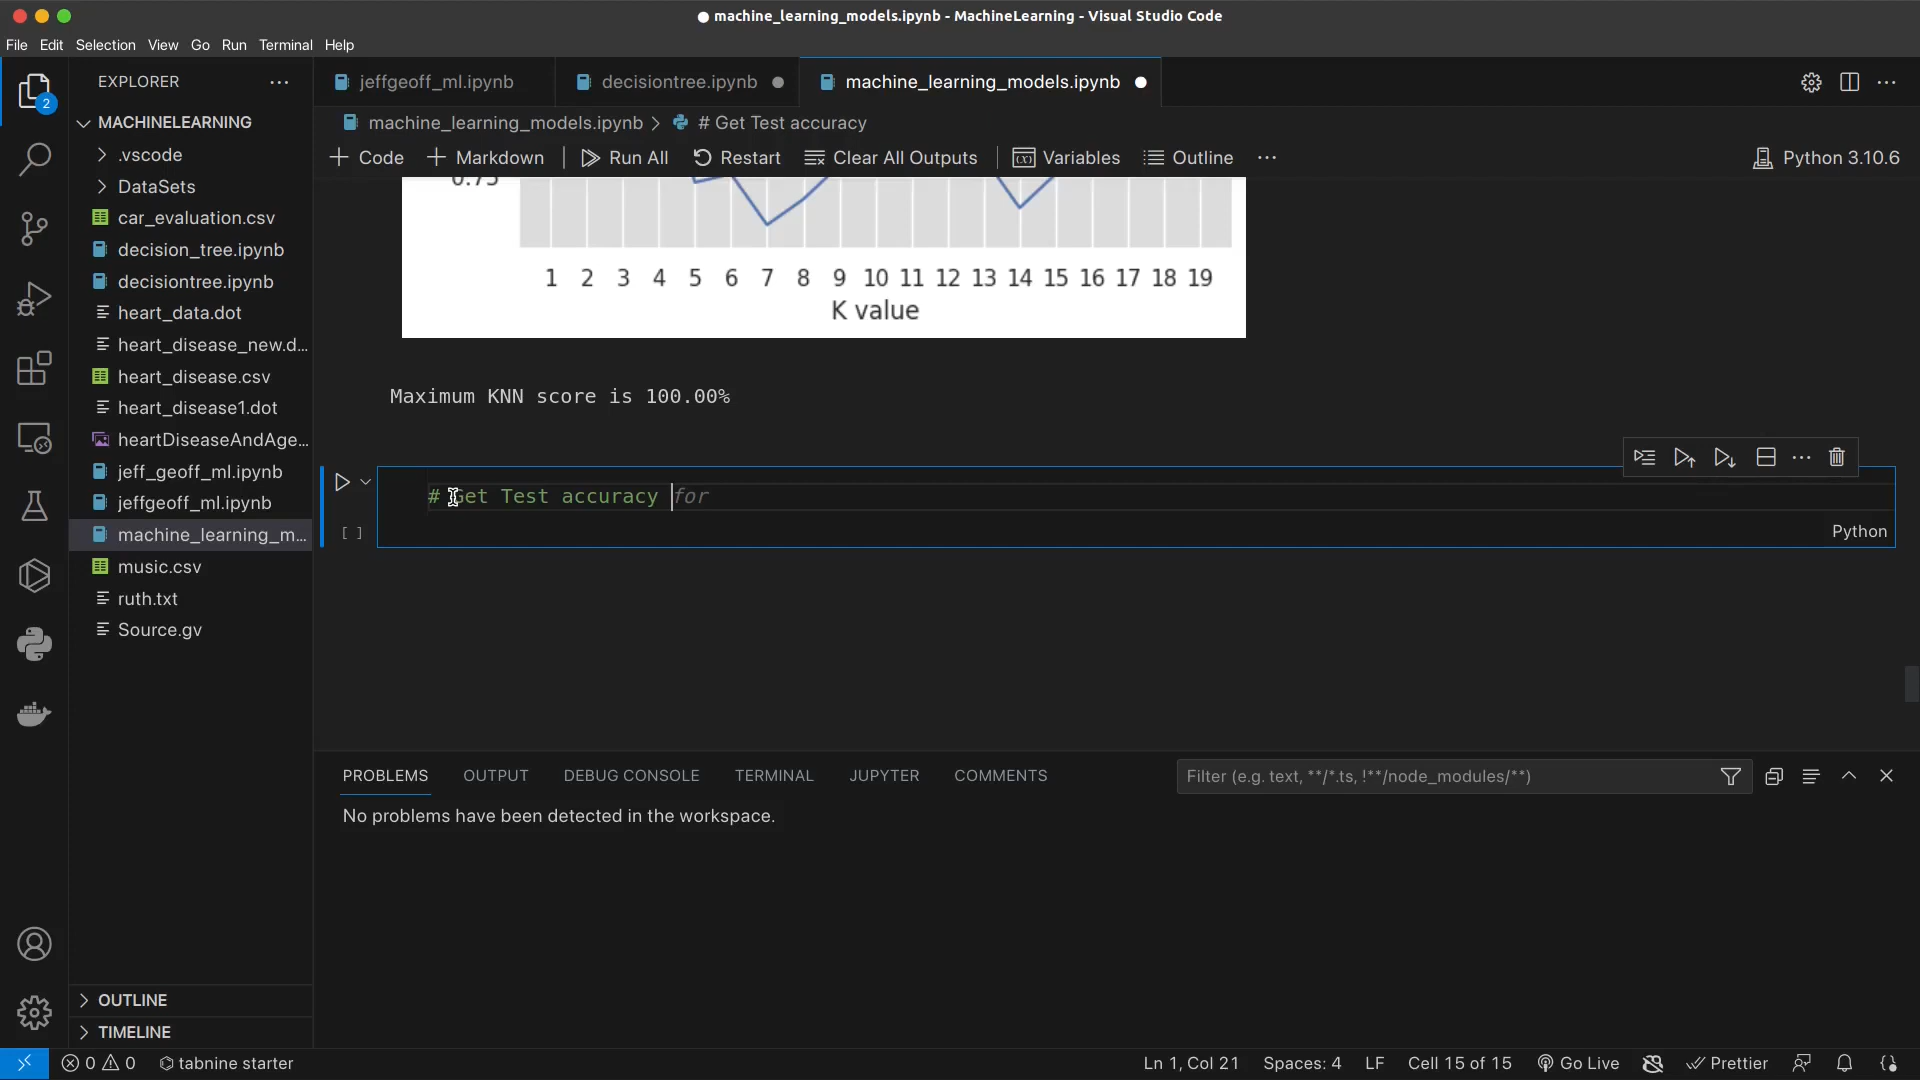 machine_learning_models.ipynb - MachineLearning - Visual Studio Code
File Edit Selection View Go Run Terminal Help
EXPLORER
2
MACHINELEARNING
.vscode
DataSets
car_evaluation.csv
decision_tree.ipynb
decisiontree.ipynb
heart_data.dot
heart_disease_new.d...
heart_disease.csv
heart_disease1.dot
heartDiseaseAndAge...
jeff_geoff_ml.ipynb
jeffgeoff_ml.ipynb
machine_learning_m...
music.csv
ruth.txt
Source.gv
OUTLINE
TIMELINE
jeffgeoff_ml.ipynb decisiontree.ipynb machine_learning_models.ipynb
machine_learning_models.ipynb > # Get Test accuracy
+ Code + Markdown Run All Restart Clear All Outputs Variables Outline ... Python 3.10.6
0.75
1 2 3 4 5 6 7 8 9 10 11 12 13 14 15 16 17 18 19
K value
Maximum KNN score is 100.00%
# Get Test accuracy for
[ ]
Python
PROBLEMS OUTPUT DEBUG CONSOLE TERMINAL JUPYTER COMMENTS
Filter (e.g. text, **/*.ts, !**/node_modules/**)
No problems have been detected in the workspace.
0 0 tabnine starter Ln 1, Col 21 Spaces: 4 LF Cell 15 of 15 Go Live Prettier